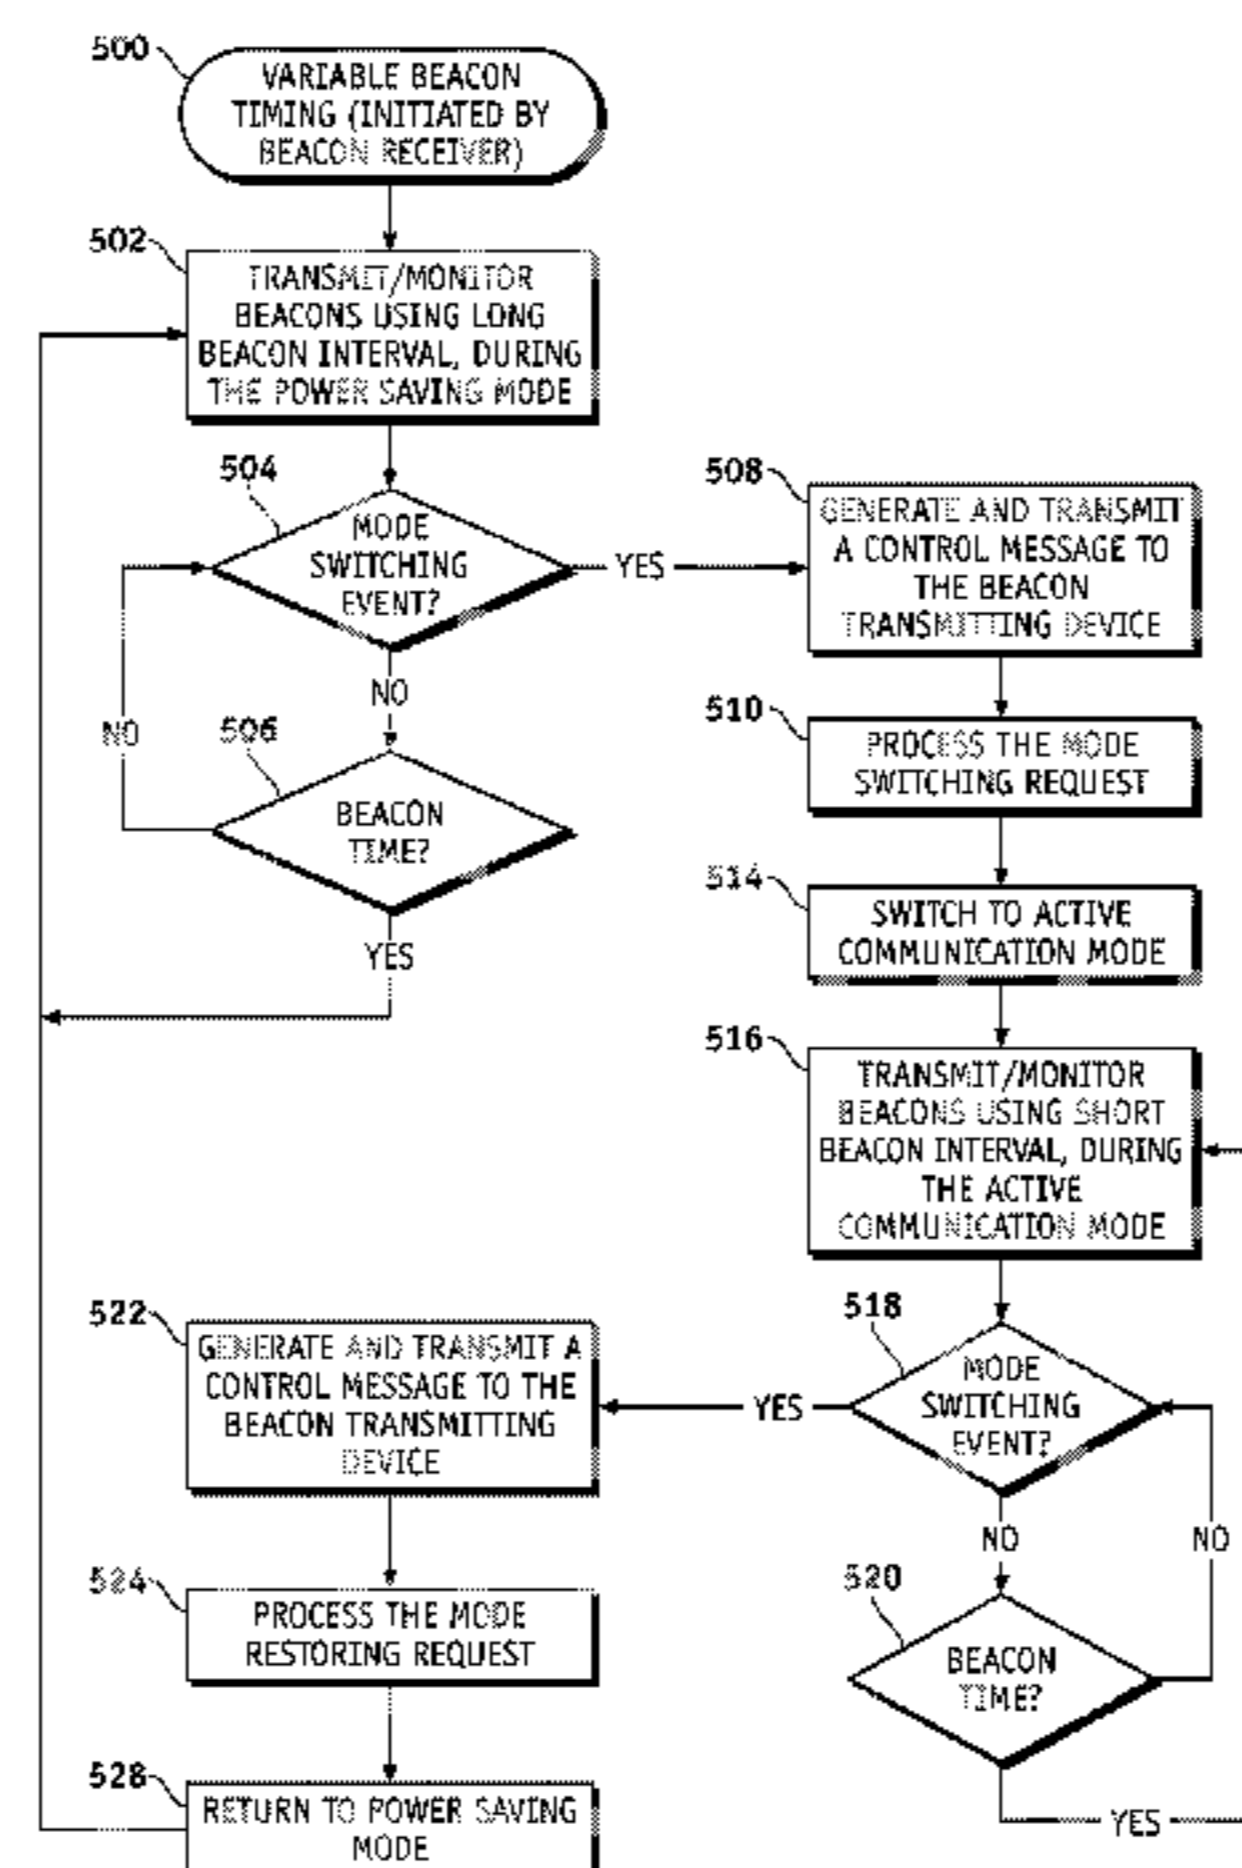 500
VARIABLE BEACON
TIMING (INITIATED BY
BEACON RECEIVER)
502
TRANSMIT/MONITOR
BEACONS USING LONG
BEACON INTERVAL, DURING
THE POWER SAVING MODE
504
MODE
SWITCHING
EVENT?
YES
NO
NO
506
BEACON
TIME?
YES
508
GENERATE AND TRANSMIT
A CONTROL MESSAGE TO
THE BEACON
TRANSMITTING DEVICE
510
PROCESS THE MODE
SWITCHING REQUEST
514
SWITCH TO ACTIVE
COMMUNICATION MODE
516
TRANSMIT/MONITOR
BEACONS USING SHORT
BEACON INTERVAL, DURING
THE ACTIVE
COMMUNICATION MODE
518
MODE
SWITCHING
EVENT?
YES
NO
NO
520
BEACON
TIME?
YES
522
GENERATE AND TRANSMIT A
CONTROL MESSAGE TO THE
BEACON TRANSMITTING
DEVICE
524
PROCESS THE MODE
RESTORING REQUEST
528
RETURN TO POWER SAVING
MODE